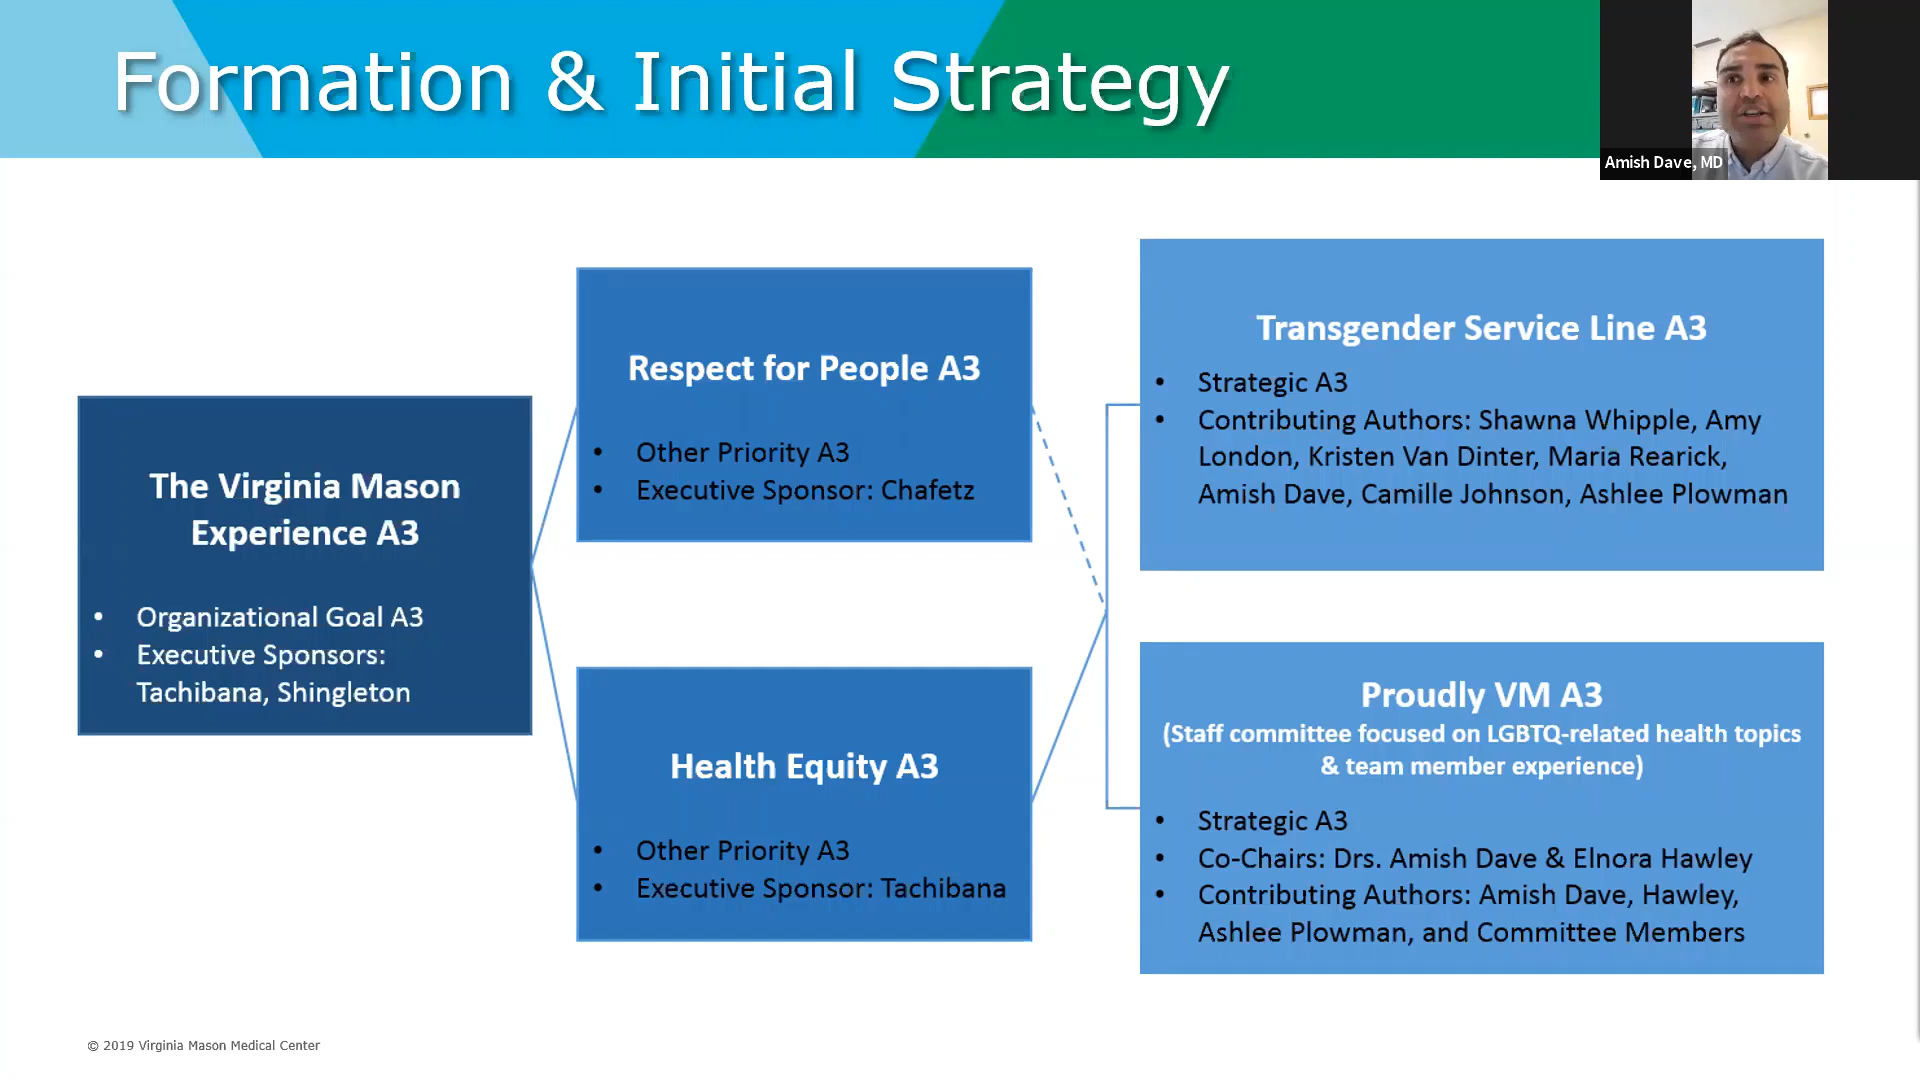 Formation & Initial Strategy
Amish Dave, MD
The Virginia Mason
Experience A3
• Organizational Goal A3
• Executive Sponsors:
Tachibana, Shingleton
Respect for People A3
• Other Priority A3
• Executive Sponsor: Chafetz
Health Equity A3
• Other Priority A3
• Executive Sponsor: Tachibana
Transgender Service Line A3
• Strategic A3
• Contributing Authors: Shawna Whipple, Amy
London, Kristen Van Dinter, Maria Rearick,
Amish Dave, Camille Johnson, Ashlee Plowman
Proudly VM A3
(Staff committee focused on LGBTQ-related health topics
& team member experience)
• Strategic A3
• Co-Chairs: Drs. Amish Dave & Elnora Hawley
• Contributing Authors: Amish Dave, Hawley,
Ashlee Plowman, and Committee Members
© 2019 Virginia Mason Medical Center